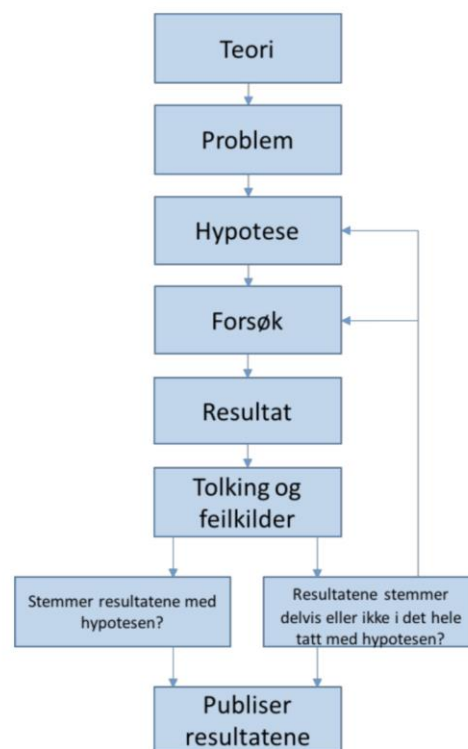 Teori
Problem
Hypotese
Forsøk
Resultat
Tolking og
feilkilder
Stemmer resultatene med
hypotesen?
Resultatene stemmer
delvis eller ikke i det hele
tatt med hypotesen?
Publiser
resultatene